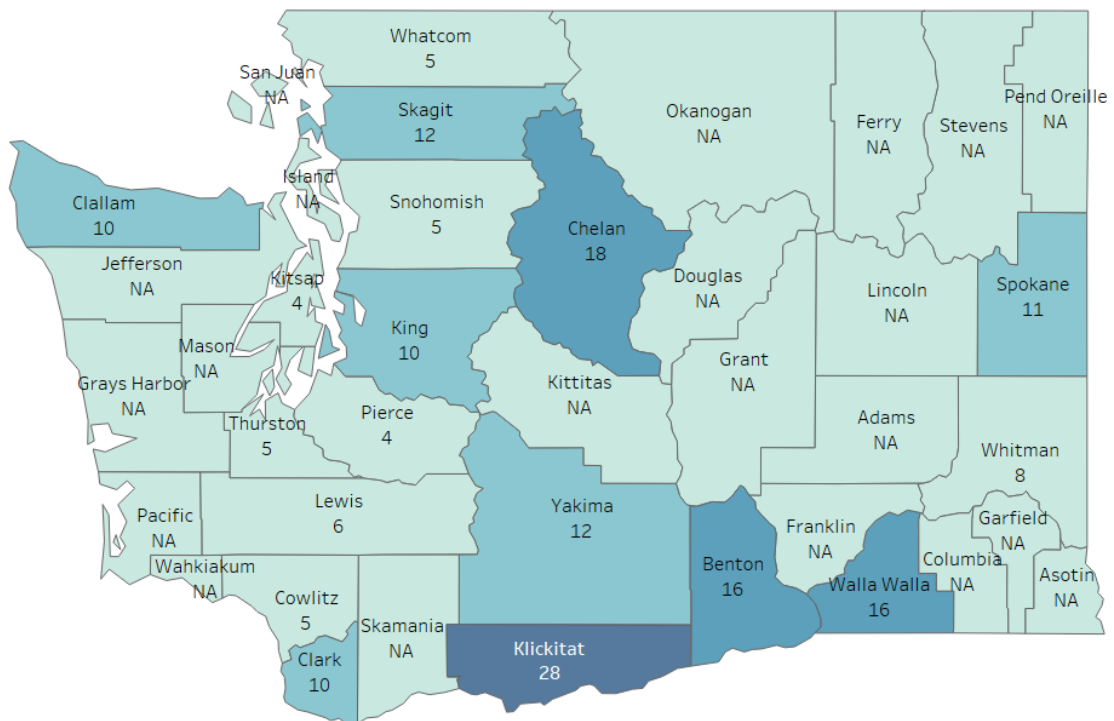 Whatcom
5
San Juan
NA
Skagit
12
Okanogan
NA
Ferry
NA
Stevens
NA
Pend Oreille
NA
Island
NA
Clallam
10
Snohomish
5
Chelan
18
Jefferson
NA
Kitsap
4
Douglas
NA
Lincoln
NA
Spokane
11
King
10
Mason
NA
Grays Harbor
NA
Kittitas
NA
Grant
NA
Thurston
5
Pierce
4
Adams
NA
Whitman
8
Lewis
6
Yakima
12
Pacific
NA
Franklin
NA
Garfield
NA
Wahkiakum
NA
Benton
16
Walla Walla
16
Columbia
NA
Asotin
NA
Cowlitz
5
Skamania
NA
Klickitat
28
Clark
10